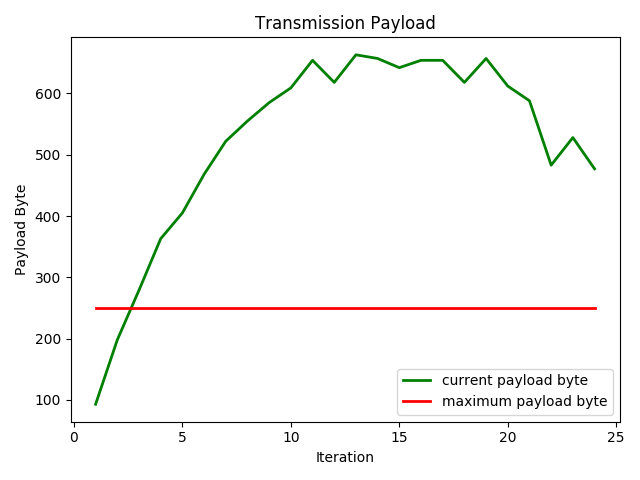 Transmission Payload
Payload Byte
600
500
400
300
200
100
0
5
10
15
20
25
Iteration
current payload byte
maximum payload byte